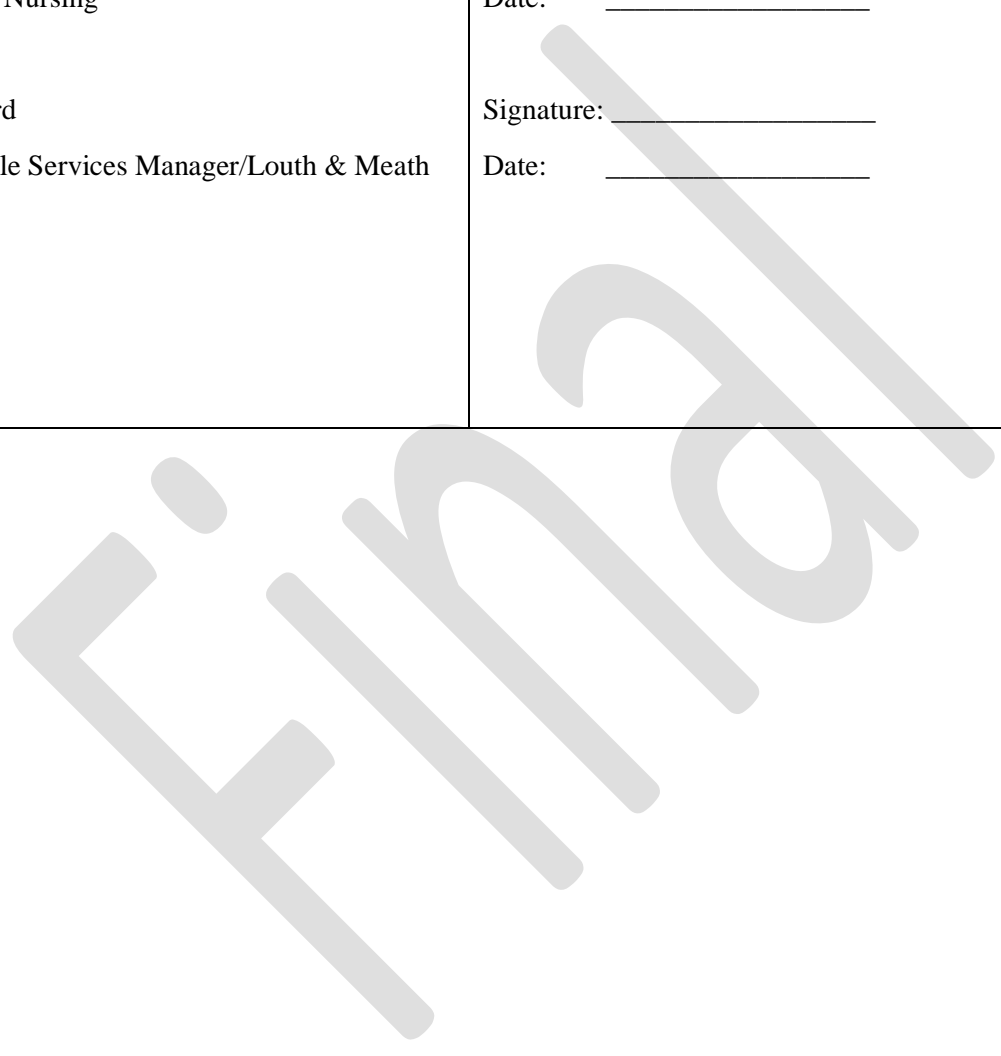 Nursing
Date: __________________
rd
Signature: __________________
le Services Manager/Louth & Meath
Date: __________________
Final